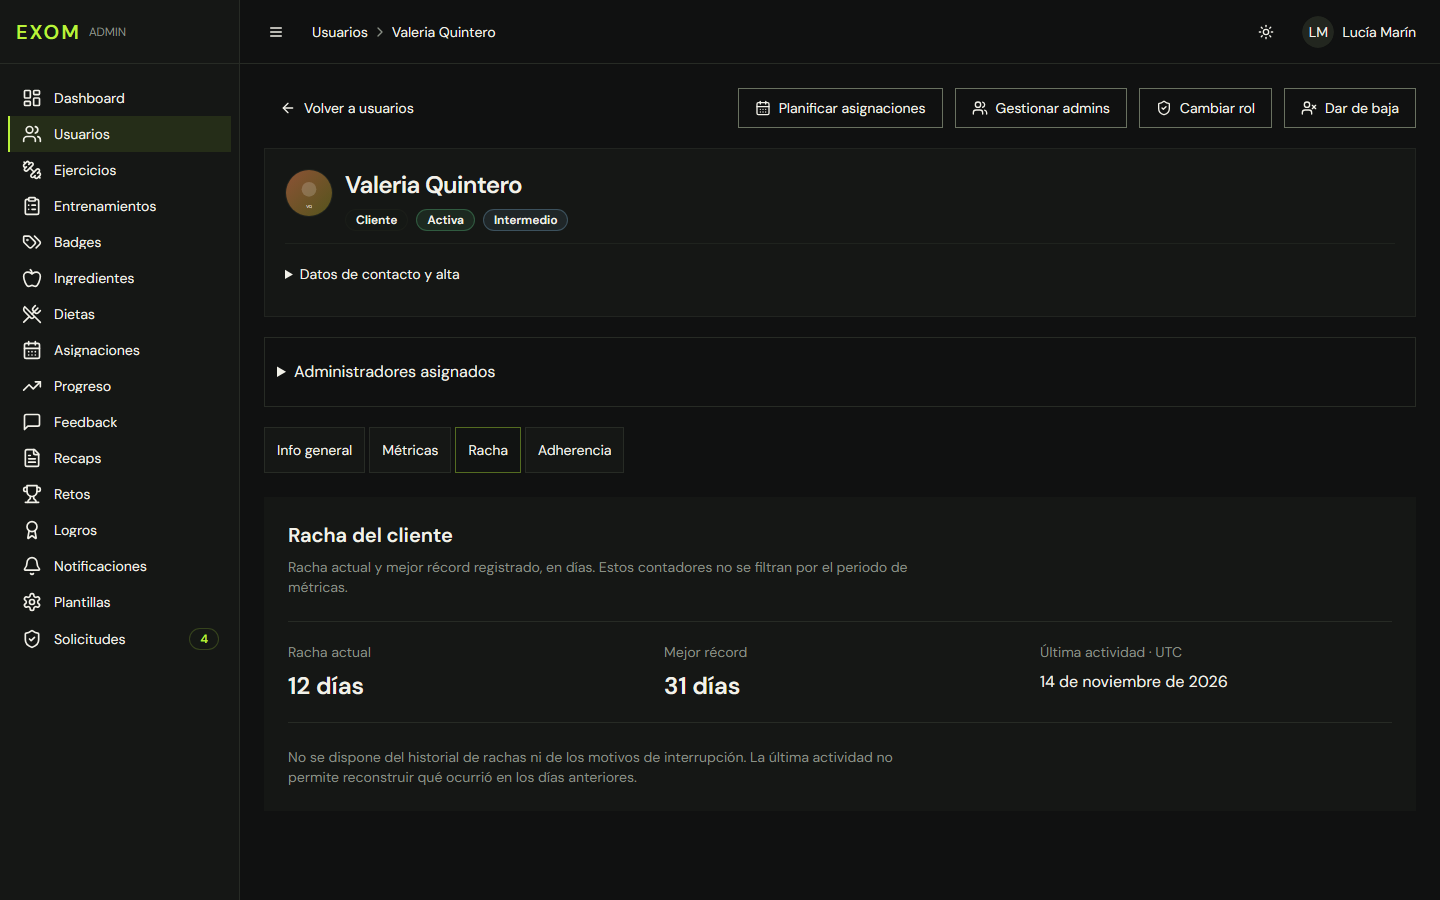 EXOM ADMIN
Usuarios > Valeria Quintero
LM Lucía Marín
Dashboard
Usuarios
Ejercicios
Entrenamientos
Badges
Ingredientes
Dietas
Asignaciones
Progreso
Feedback
Recaps
Retos
Logros
Notificaciones
Plantillas
Solicitudes 4
Volver a usuarios
Planificar asignaciones
Gestionar admins
Cambiar rol
Dar de baja
VQ
Valeria Quintero
Cliente Activa Intermedio
Datos de contacto y alta
Administradores asignados
Info general Métricas Racha Adherencia
Racha del cliente
Racha actual y mejor récord registrado, en días. Estos contadores no se filtran por el periodo de
métricas.
Racha actual
12 días
Mejor récord
31 días
Última actividad · UTC
14 de noviembre de 2026
No se dispone del historial de rachas ni de los motivos de interrupción. La última actividad no
permite reconstruir qué ocurrió en los días anteriores.